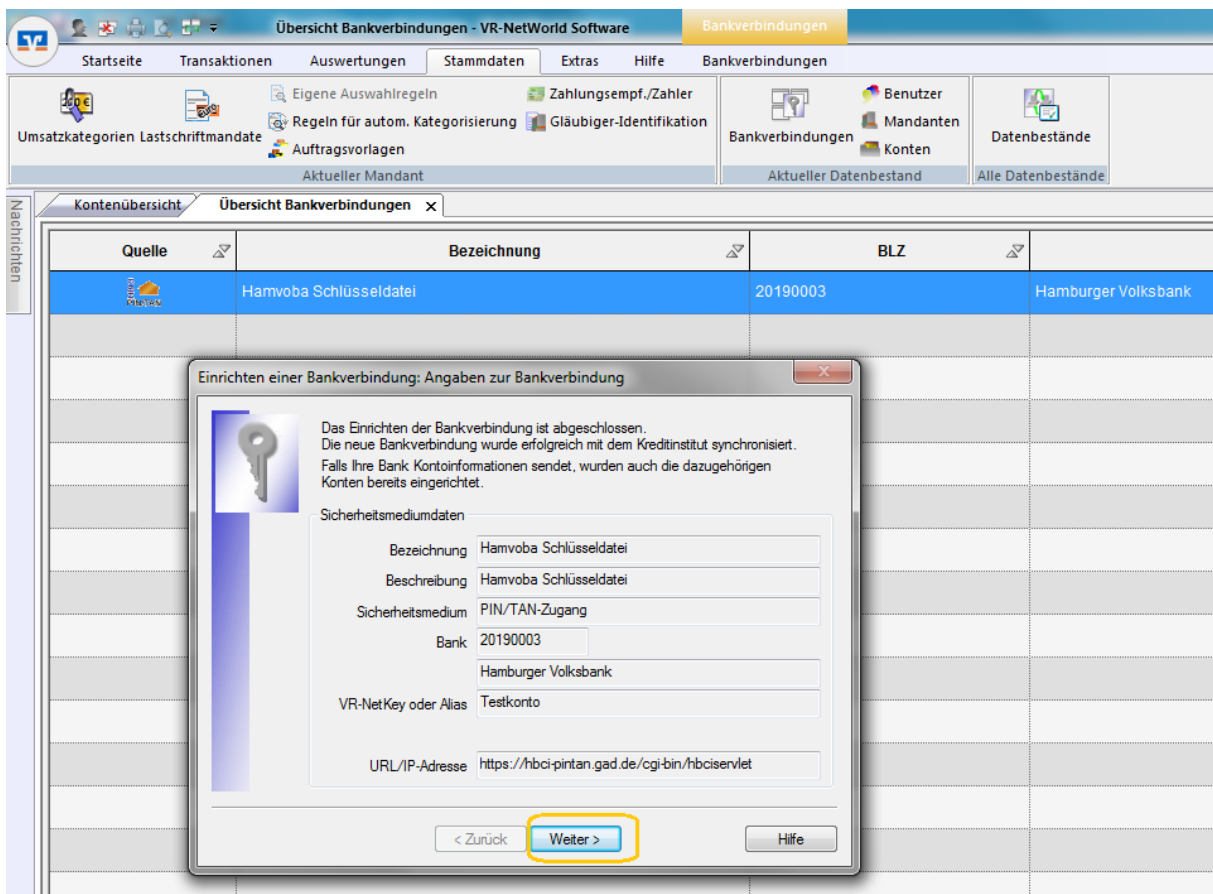 Übersicht Bankverbindungen - VR-NetWorld Software
Bankverbindungen
Startseite Transaktionen Auswertungen Stammdaten Extras Hilfe Bankverbindungen
Umsatzkategorien
Lastschriftmandate
Eigene Auswahlregeln
Regeln für autom. Kategorisierung
Auftragsvorlagen
Zahlungsempf./Zahler
Gläubiger-Identifikation
Aktueller Mandant
Bankverbindungen
Benutzer
Mandanten
Konten
Aktueller Datenbestand
Datenbestände
Alle Datenbestände
Nachrichten
Kontenübersicht
Übersicht Bankverbindungen x
Quelle Bezeichnung BLZ
PIN/TAN Hamvoba Schlüsseldatei 20190003 Hamburger Volksbank
Einrichten einer Bankverbindung: Angaben zur Bankverbindung
Das Einrichten der Bankverbindung ist abgeschlossen.
Die neue Bankverbindung wurde erfolgreich mit dem Kreditinstitut synchronisiert.
Falls Ihre Bank Kontoinformationen sendet, wurden auch die dazugehörigen
Konten bereits eingerichtet.
Sicherheitsmediumdaten
Bezeichnung Hamvoba Schlüsseldatei
Beschreibung Hamvoba Schlüsseldatei
Sicherheitsmedium PIN/TAN-Zugang
Bank 20190003
Hamburger Volksbank
VR-NetKey oder Alias Testkonto
URL/IP-Adresse https://hbci-pintan.gad.de/cgi-bin/hbciservlet
< Zurück Weiter > Hilfe